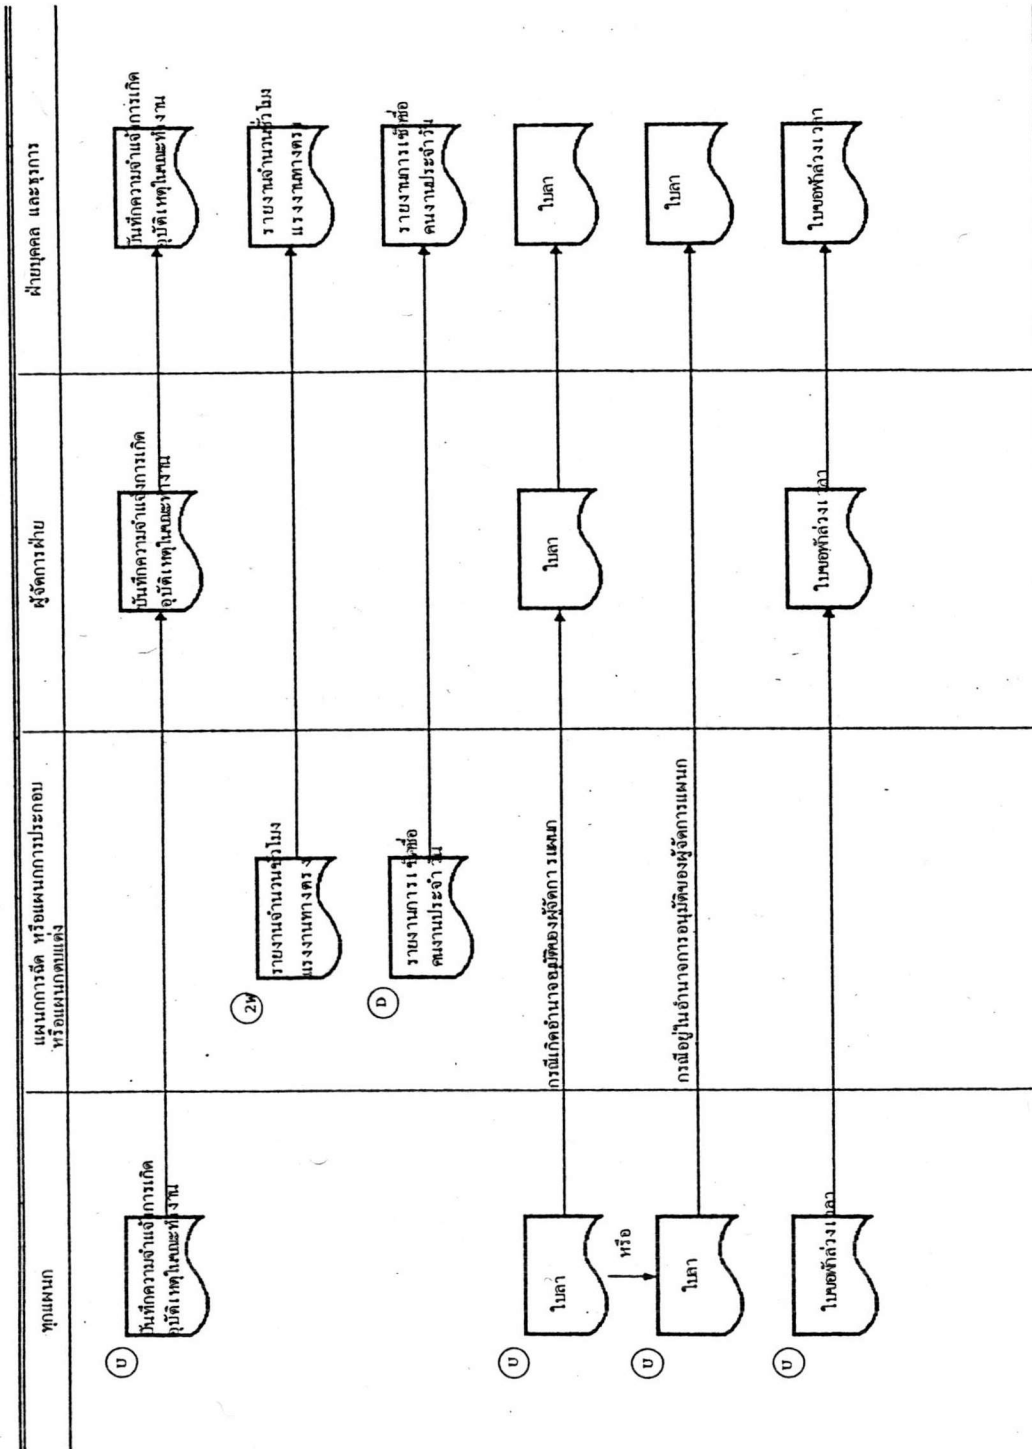 ทุกแผนก
แผนกการฉีด หรือแผนกการประกอบ
หรือแผนกตบแต่ง
ผู้จัดการฝ่าย
ฝ่ายบุคคล และธุรการ
U
บันทึกความจำแจ้งการเกิด
อุบัติเหตุในขณะทำงาน
บันทึกความจำแจ้งการเกิด
อุบัติเหตุในขณะทำงาน
บันทึกความจำแจ้งการเกิด
อุบัติเหตุในขณะทำงาน
2W
รายงานจำนวนชั่วโมง
แรงงานทางตรง
รายงานจำนวนชั่วโมง
แรงงานทางตรง
D
รายงานการเช็คชื่อ
คนงานประจำวัน
รายงานการเช็คชื่อ
คนงานประจำวัน
U
ใบลา
กรณีเกิดอำนาจอนุมัติของผู้จัดการแผนก
ใบลา
ใบลา
หรือ
U
ใบลา
กรณีอยู่ในอำนาจการอนุมัติของผู้จัดการแผนก
ใบลา
U
ใบขอทำล่วงเวลา
ใบขอทำล่วงเวลา
ใบขอทำล่วงเวลา